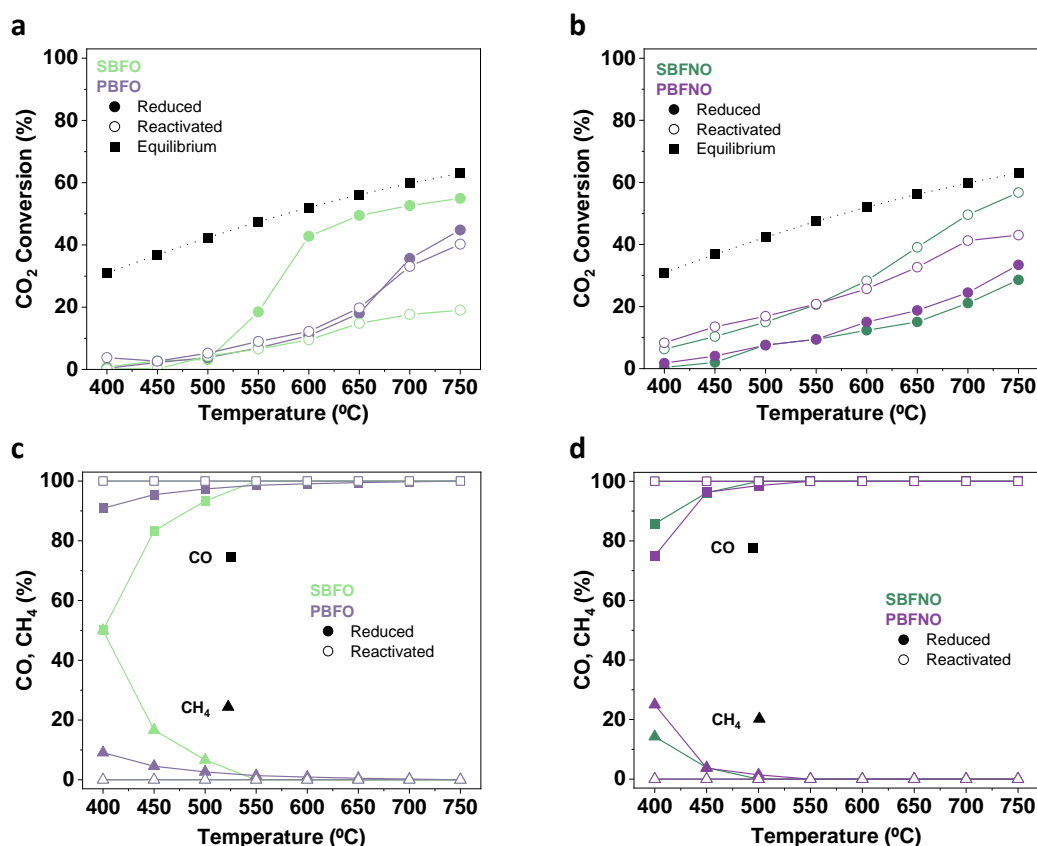 a
SBFO
PBFO
Reduced
Reactivated
Equilibrium
CO2 Conversion (%)
100
80
60
40
20
0
400 450 500 550 600 650 700 750
Temperature (ºC)
b
SBFNO
PBFNO
Reduced
Reactivated
Equilibrium
CO2 Conversion (%)
100
80
60
40
20
0
400 450 500 550 600 650 700 750
Temperature (ºC)
c
CO
SBFO
PBFO
Reduced
Reactivated
CH4
CO, CH4 (%)
100
80
60
40
20
0
400 450 500 550 600 650 700 750
Temperature (ºC)
d
CO
SBFNO
PBFNO
Reduced
Reactivated
CH4
CO, CH4 (%)
100
80
60
40
20
0
400 450 500 550 600 650 700 750
Temperature (ºC)